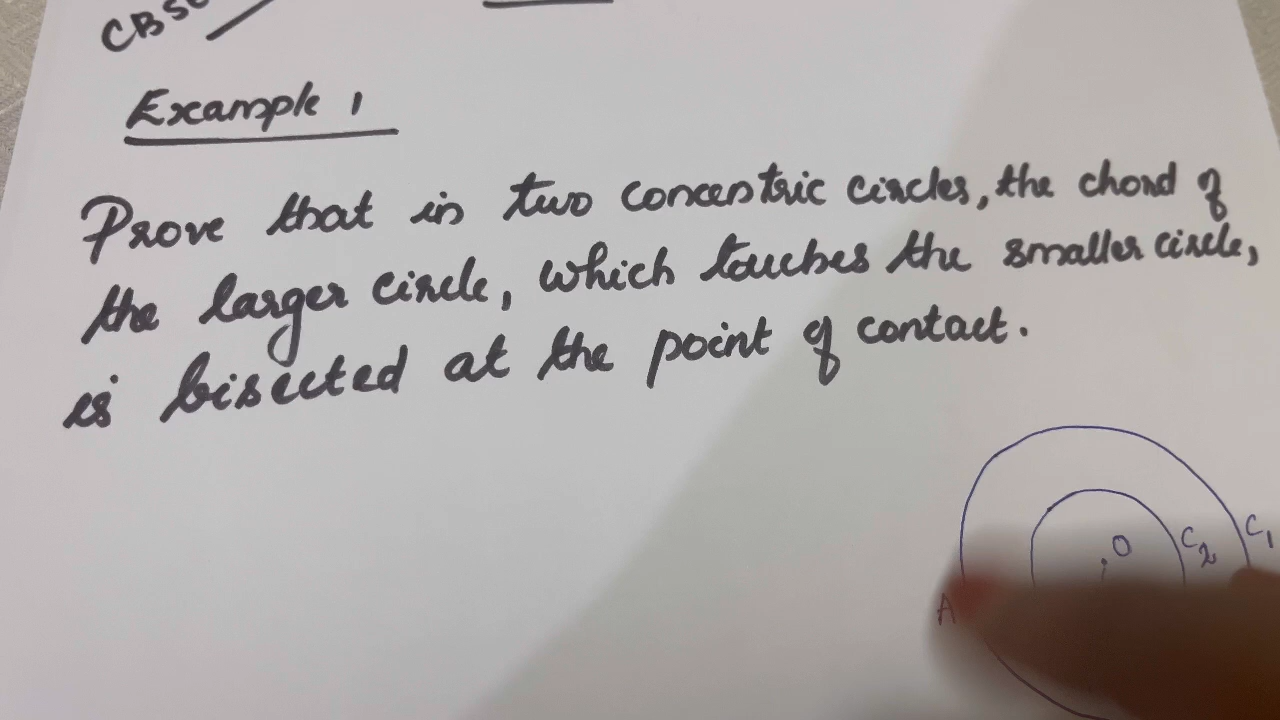 CBSE
Example 1
Prove that in two concentric circles, the chord of
the larger circle, which touches the smaller circle,
is bisected at the point of contact.
O
C2
C1
A